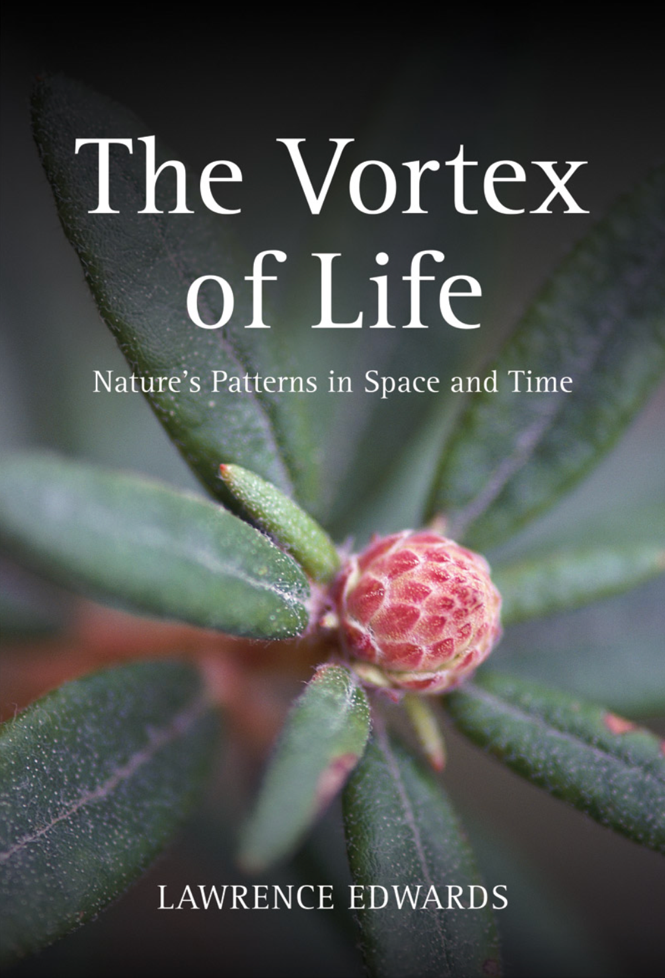 The Vortex
of Life
Nature's Patterns in Space and Time
LAWRENCE EDWARDS